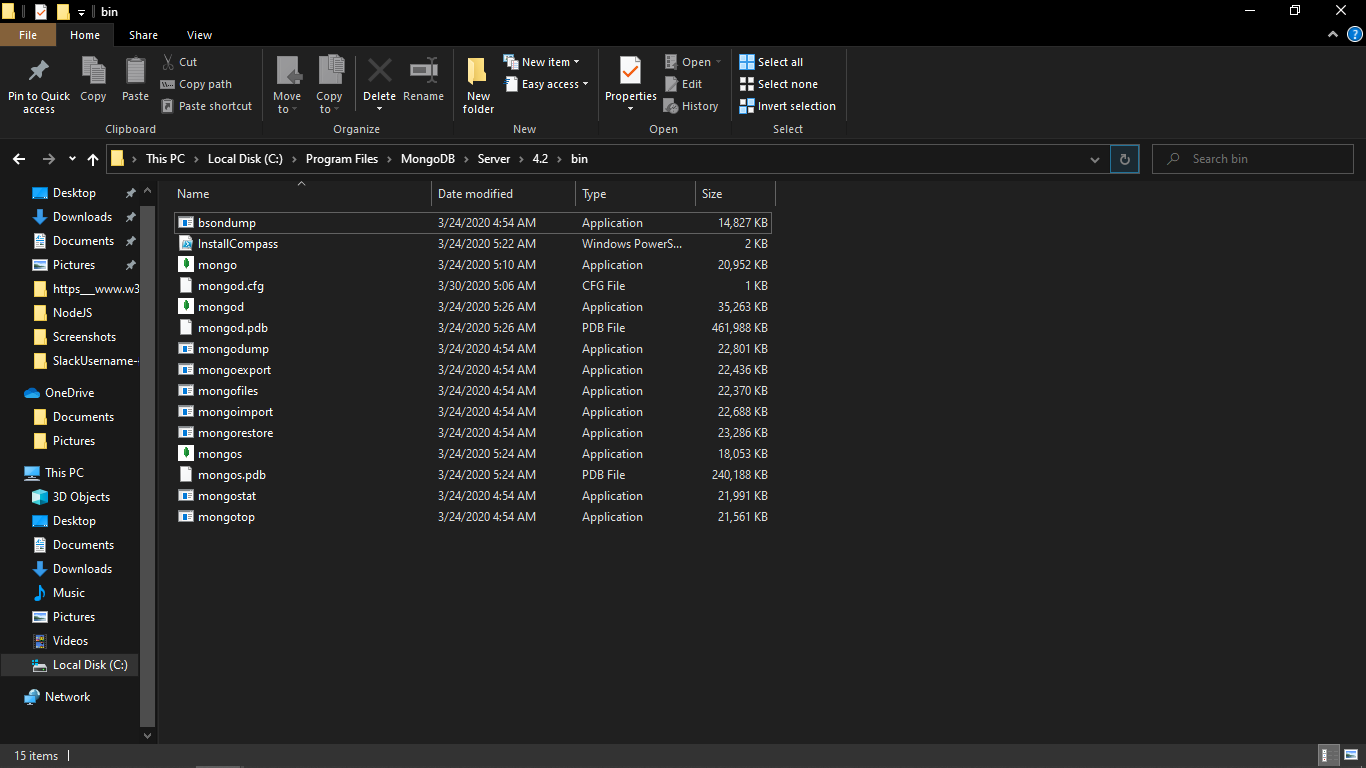 bin
File Home Share View
Pin to Quick access
Copy
Paste
Cut
Copy path
Paste shortcut
Clipboard
Move to
Copy to
Delete
Rename
Organize
New folder
New item
Easy access
New
Properties
Open
Edit
History
Open
Select all
Select none
Invert selection
Select
This PC > Local Disk (C:) > Program Files > MongoDB > Server > 4.2 > bin
Search bin
Desktop
Downloads
Documents
Pictures
https___www.w3
NodeJS
Screenshots
SlackUsername-
OneDrive
Documents
Pictures
This PC
3D Objects
Desktop
Documents
Downloads
Music
Pictures
Videos
Local Disk (C:)
Network
Name Date modified Type Size
bsondump 3/24/2020 4:54 AM Application 14,827 KB
InstallCompass 3/24/2020 5:22 AM Windows PowerS... 2 KB
mongo 3/24/2020 5:10 AM Application 20,952 KB
mongod.cfg 3/30/2020 5:06 AM CFG File 1 KB
mongod 3/24/2020 5:26 AM Application 35,263 KB
mongod.pdb 3/24/2020 5:26 AM PDB File 461,988 KB
mongodump 3/24/2020 4:54 AM Application 22,801 KB
mongoexport 3/24/2020 4:54 AM Application 22,436 KB
mongofiles 3/24/2020 4:54 AM Application 22,370 KB
mongoimport 3/24/2020 4:54 AM Application 22,688 KB
mongorestore 3/24/2020 4:54 AM Application 23,286 KB
mongos 3/24/2020 5:24 AM Application 18,053 KB
mongos.pdb 3/24/2020 5:24 AM PDB File 240,188 KB
mongostat 3/24/2020 4:54 AM Application 21,991 KB
mongotop 3/24/2020 4:54 AM Application 21,561 KB
15 items